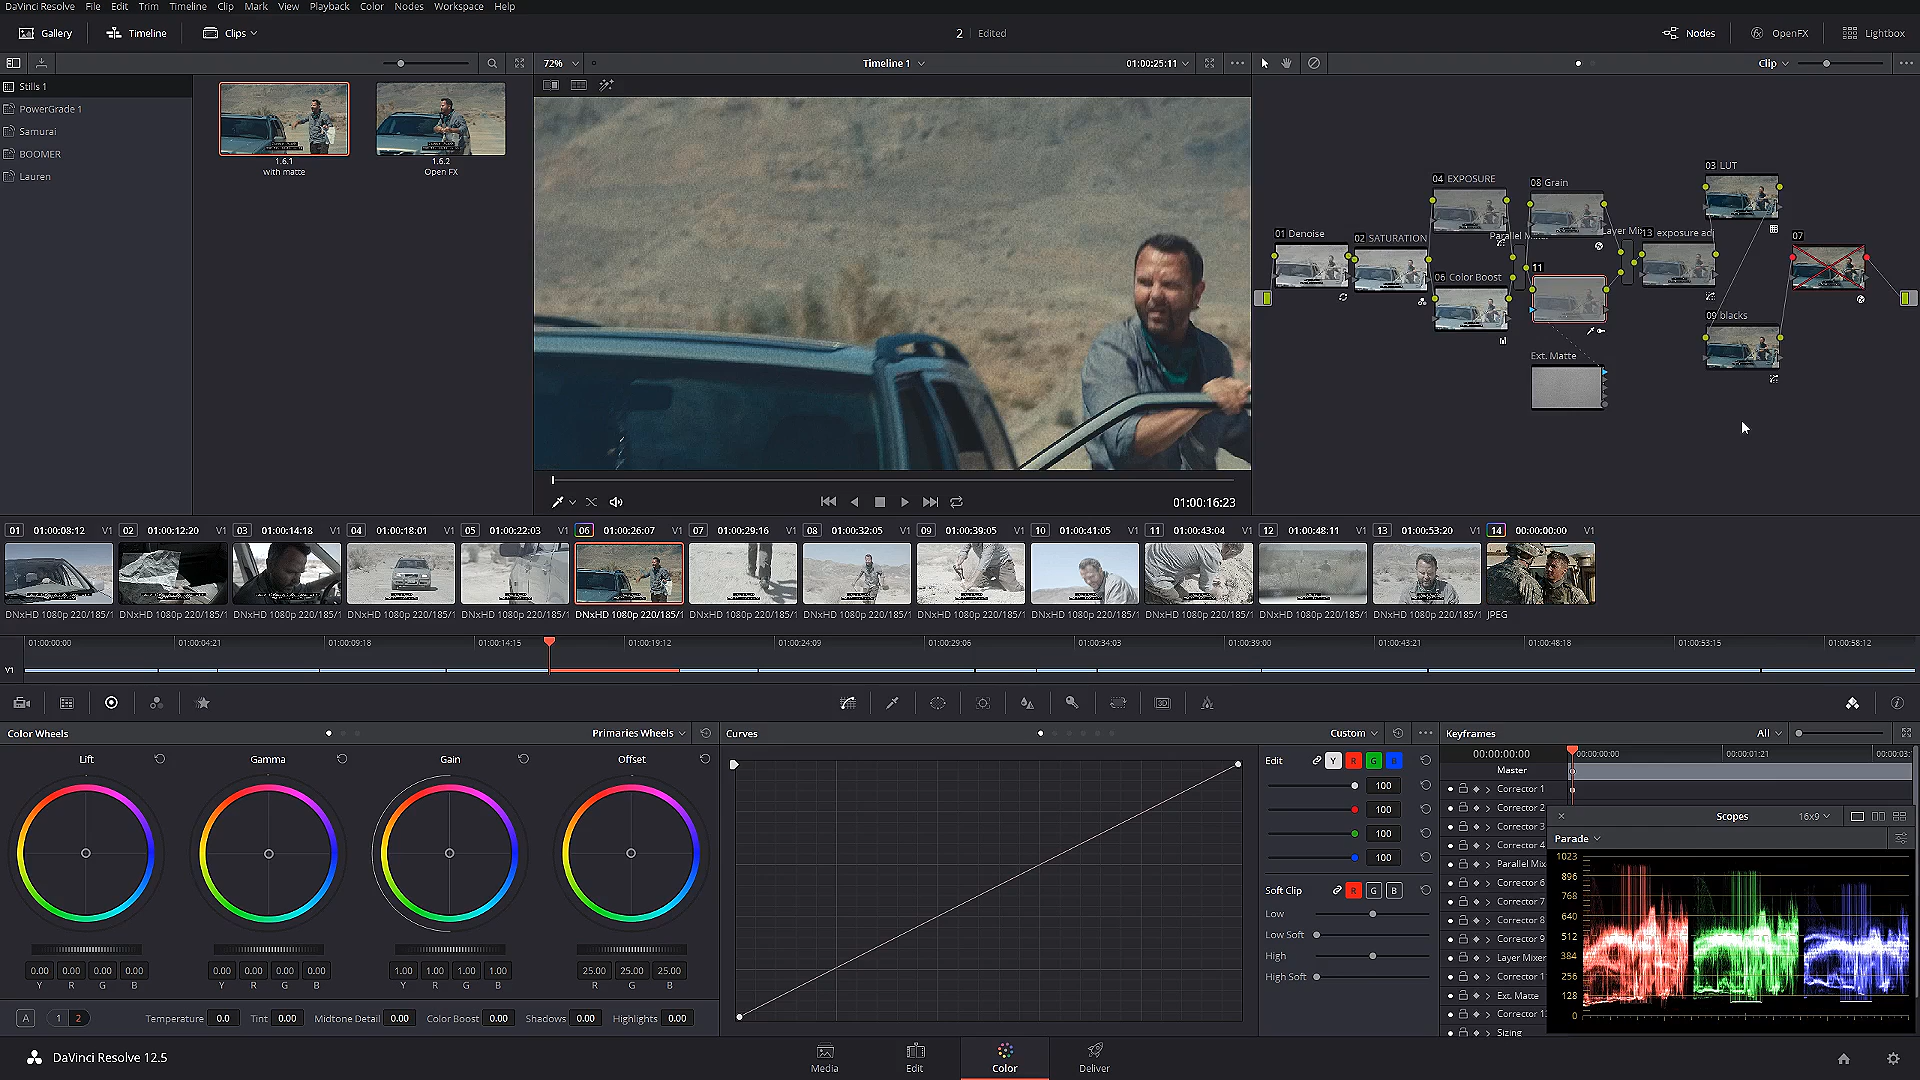 DaVinci Resolve File Edit Trim Timeline Clip Mark View Playback Color Nodes Workspace Help
Gallery Timeline Clips 2 Edited Nodes OpenFX Lightbox
72% Timeline 1 01:00:25:11 Clip
Stills 1
PowerGrade 1
Samurai
BOOMER
Lauren
1.6.1
with matte
1.6.2
Open FX
01:00:16:23
03 LUT
04 EXPOSURE
08 Grain
01 Denoise
02 SATURATION
Parallel
Layer Mix
13 exposure adj
07
06 Color Boost
11
09 blacks
Ext. Matte
01 01:00:08:12 V1 02 01:00:12:20 V1 03 01:00:14:18 V1 04 01:00:18:01 V1 05 01:00:22:03 V1 06 01:00:26:07 V1 07 01:00:29:16 V1 08 01:00:32:05 V1 09 01:00:39:05 V1 10 01:00:41:05 V1 11 01:00:43:04 V1 12 01:00:48:11 V1 13 01:00:53:20 V1 14 00:00:00:00 V1
DNxHD 1080p 220/185/1 DNxHD 1080p 220/185/1 DNxHD 1080p 220/185/1 DNxHD 1080p 220/185/1 DNxHD 1080p 220/185/1 DNxHD 1080p 220/185/1 DNxHD 1080p 220/185/1 DNxHD 1080p 220/185/1 DNxHD 1080p 220/185/1 DNxHD 1080p 220/185/1 DNxHD 1080p 220/185/1 DNxHD 1080p 220/185/1 DNxHD 1080p 220/185/1 JPEG
01:00:00:00 01:00:04:21 01:00:09:18 01:00:14:15 01:00:19:12 01:00:24:09 01:00:29:06 01:00:34:03 01:00:39:00 01:00:43:21 01:00:48:18 01:00:53:15 01:00:58:12
V1
Color Wheels Primaries Wheels
Lift Gamma Gain Offset
0.00 0.00 0.00 0.00 0.00 0.00 0.00 0.00 1.00 1.00 1.00 1.00 25.00 25.00 25.00
Y R G B Y R G B Y R G B R G B
A 1 2 Temperature 0.0 Tint 0.00 Midtone Detail 0.00 Color Boost 0.00 Shadows 0.00 Highlights 0.00
Curves Custom
Edit Y R G B
100
100
100
100
Soft Clip R G B
Low
Low Soft
High
High Soft
Keyframes All
00:00:00:00 00:00:00:00 00:00:01:21 00:00:03:
Master
Corrector 1
Corrector 2
Corrector 3
Corrector 4
Parallel Mix
Corrector 6
Corrector 7
Corrector 8
Corrector 9
Layer Mixer
Corrector 1
Ext. Matte
Corrector 1
Sizing
Scopes 16x9
Parade
1023
896
768
640
512
384
256
128
0
DaVinci Resolve 12.5 Media Edit Color Deliver